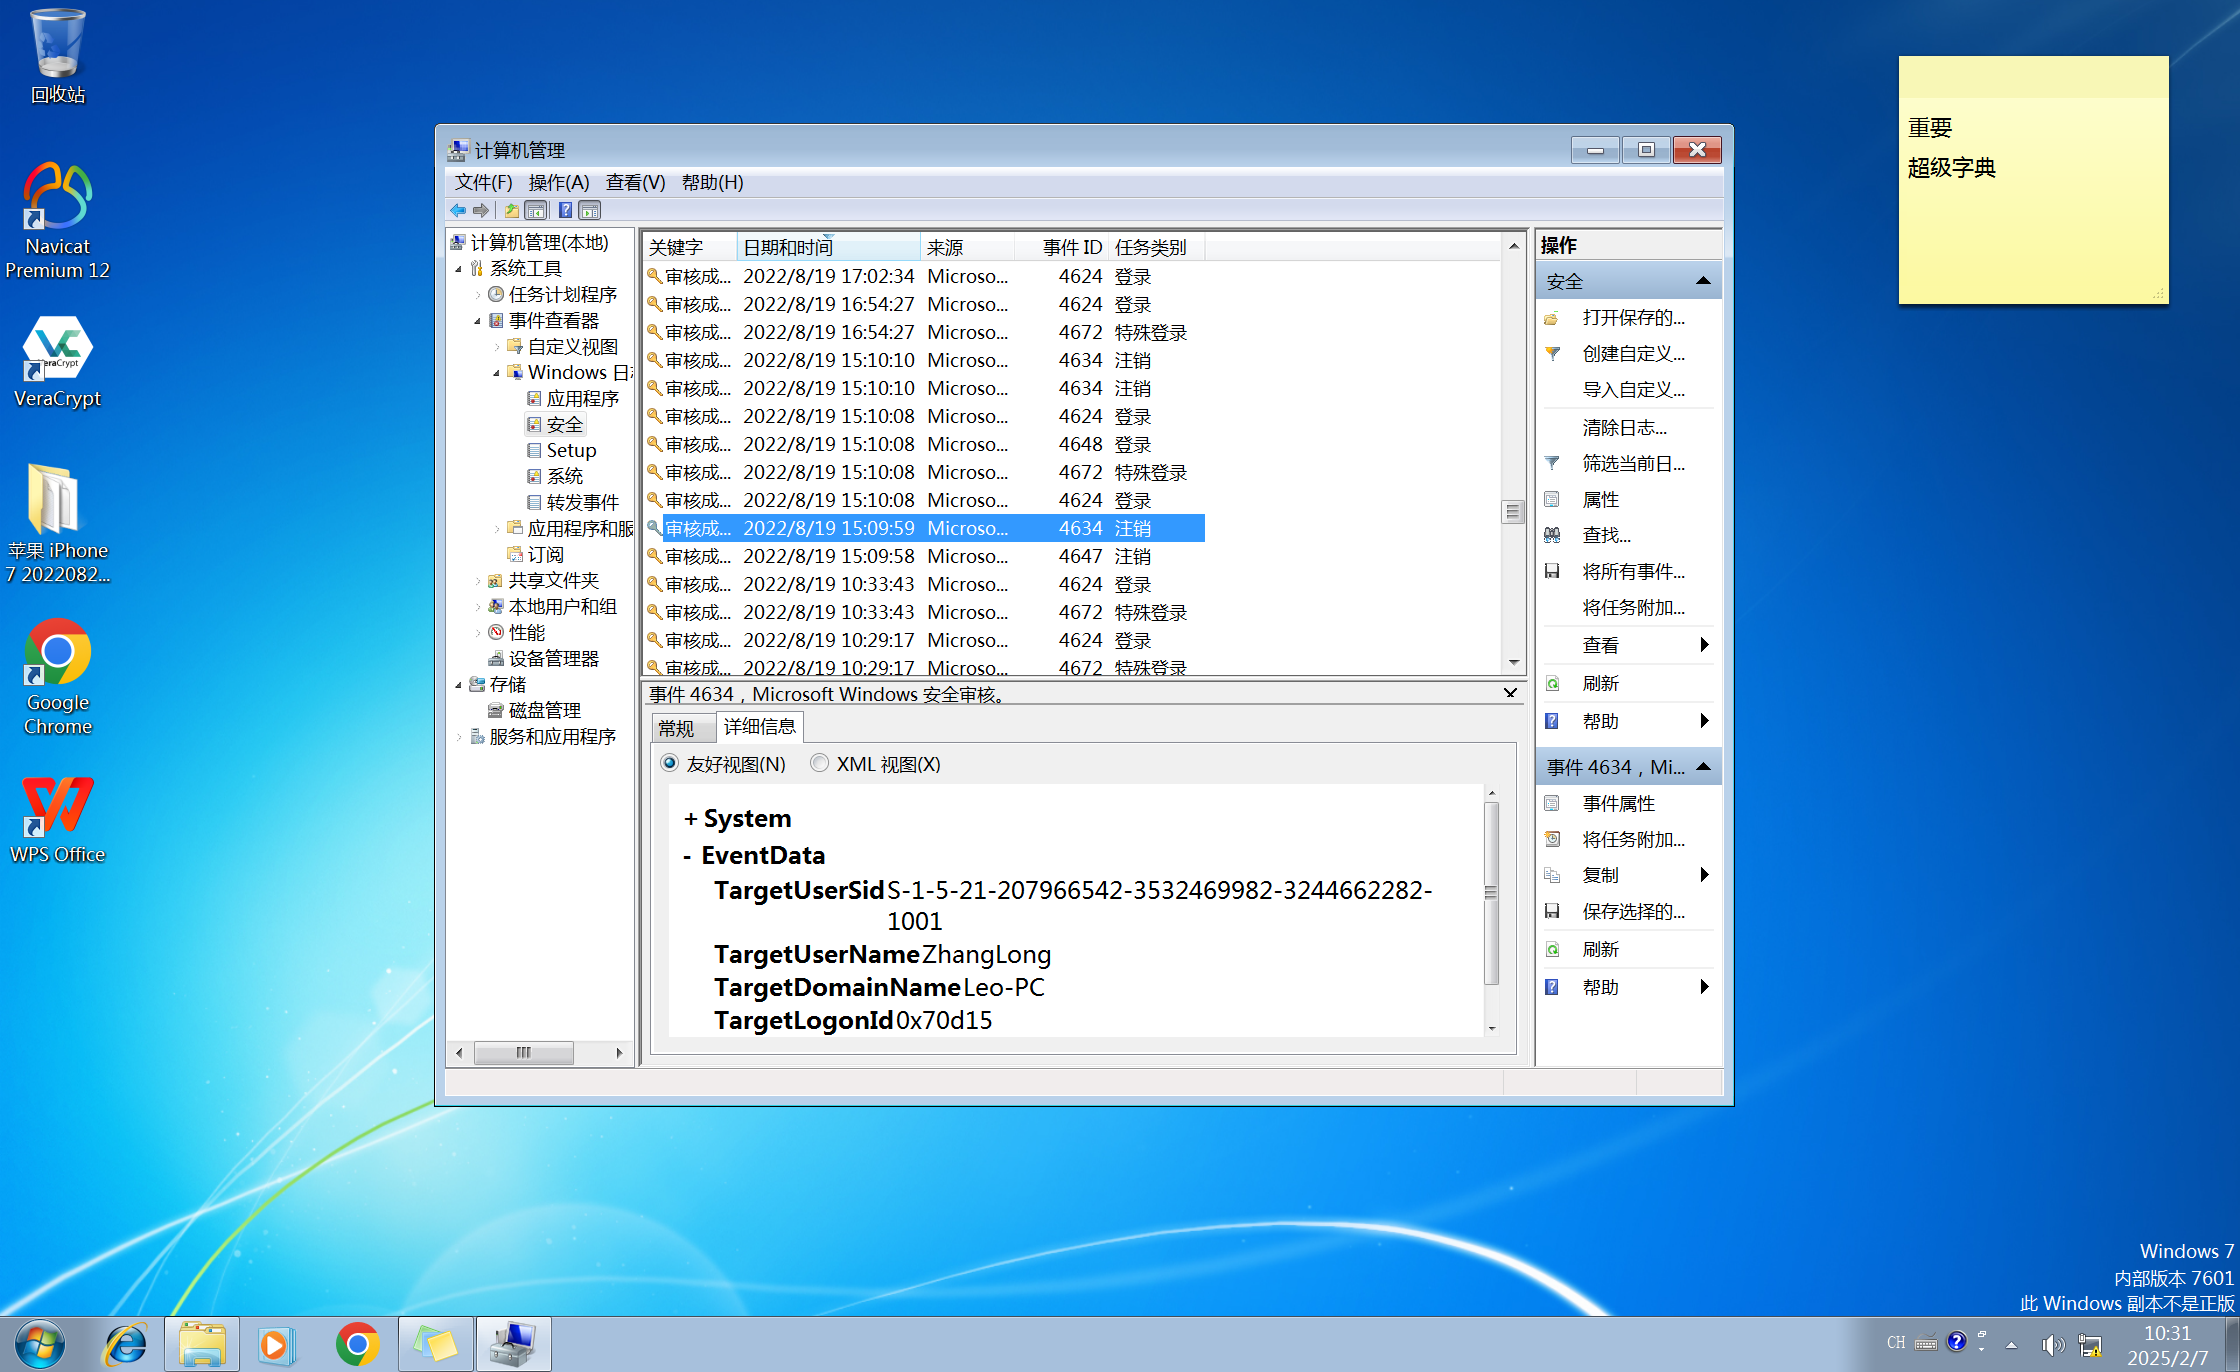 回收站
Navicat
Premium 12
VeraCrypt
苹果 iPhone
7 2022082...
Google
Chrome
WPS Office
计算机管理
文件(F) 操作(A) 查看(V) 帮助(H)
计算机管理(本地)
系统工具
任务计划程序
事件查看器
自定义视图
Windows 日志
应用程序
安全
Setup
系统
转发事件
应用程序和服
订阅
共享文件夹
本地用户和组
性能
设备管理器
存储
磁盘管理
服务和应用程序
关键字 日期和时间 来源 事件 ID 任务类别
审核成... 2022/8/19 17:02:34 Microso... 4624 登录
审核成... 2022/8/19 16:54:27 Microso... 4624 登录
审核成... 2022/8/19 16:54:27 Microso... 4672 特殊登录
审核成... 2022/8/19 15:10:10 Microso... 4634 注销
审核成... 2022/8/19 15:10:10 Microso... 4634 注销
审核成... 2022/8/19 15:10:08 Microso... 4624 登录
审核成... 2022/8/19 15:10:08 Microso... 4648 登录
审核成... 2022/8/19 15:10:08 Microso... 4672 特殊登录
审核成... 2022/8/19 15:10:08 Microso... 4624 登录
审核成... 2022/8/19 15:09:59 Microso... 4634 注销
审核成... 2022/8/19 15:09:58 Microso... 4647 注销
审核成... 2022/8/19 10:33:43 Microso... 4624 登录
审核成... 2022/8/19 10:33:43 Microso... 4672 特殊登录
审核成... 2022/8/19 10:29:17 Microso... 4624 登录
审核成... 2022/8/19 10:29:17 Microso... 4672 特殊登录
事件 4634，Microsoft Windows 安全审核。
常规 详细信息
友好视图(N) XML 视图(X)
+ System
- EventData
TargetUserSid S-1-5-21-207966542-3532469982-3244662282-
1001
TargetUserName ZhangLong
TargetDomainName Leo-PC
TargetLogonId 0x70d15
操作
安全
打开保存的...
创建自定义...
导入自定义...
清除日志...
筛选当前日...
属性
查找...
将所有事件...
将任务附加...
查看
刷新
帮助
事件 4634，Mi...
事件属性
将任务附加...
复制
保存选择的...
刷新
帮助
重要
超级字典
Windows 7
内部版本 7601
此 Windows 副本不是正版
CH
10:31
2025/2/7